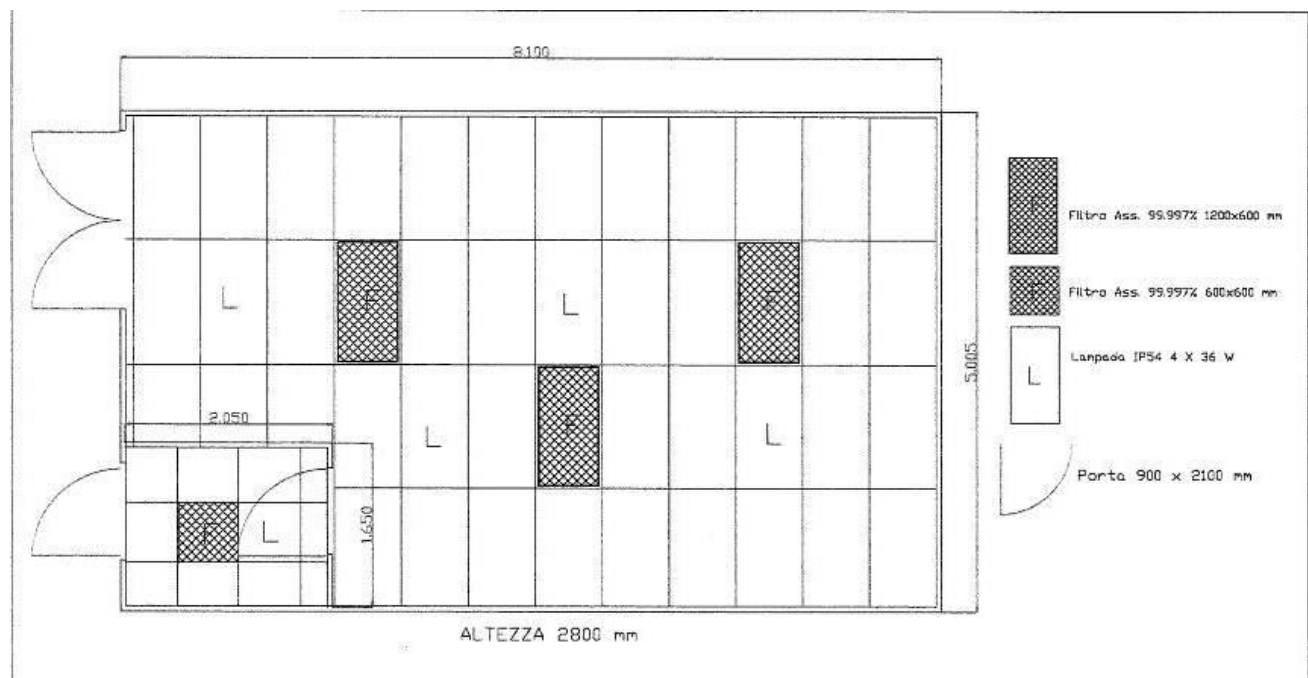 8.100
F
Filtro Ass. 99.997% 1200x600 mm
F
Filtro Ass. 99.997% 600x600 mm
L
F
L
F
Lampada IP54 4 X 36 W
L
5.005
L
F
L
2.050
Porta 900 x 2100 mm
F
L
1.650
ALTEZZA 2800 mm